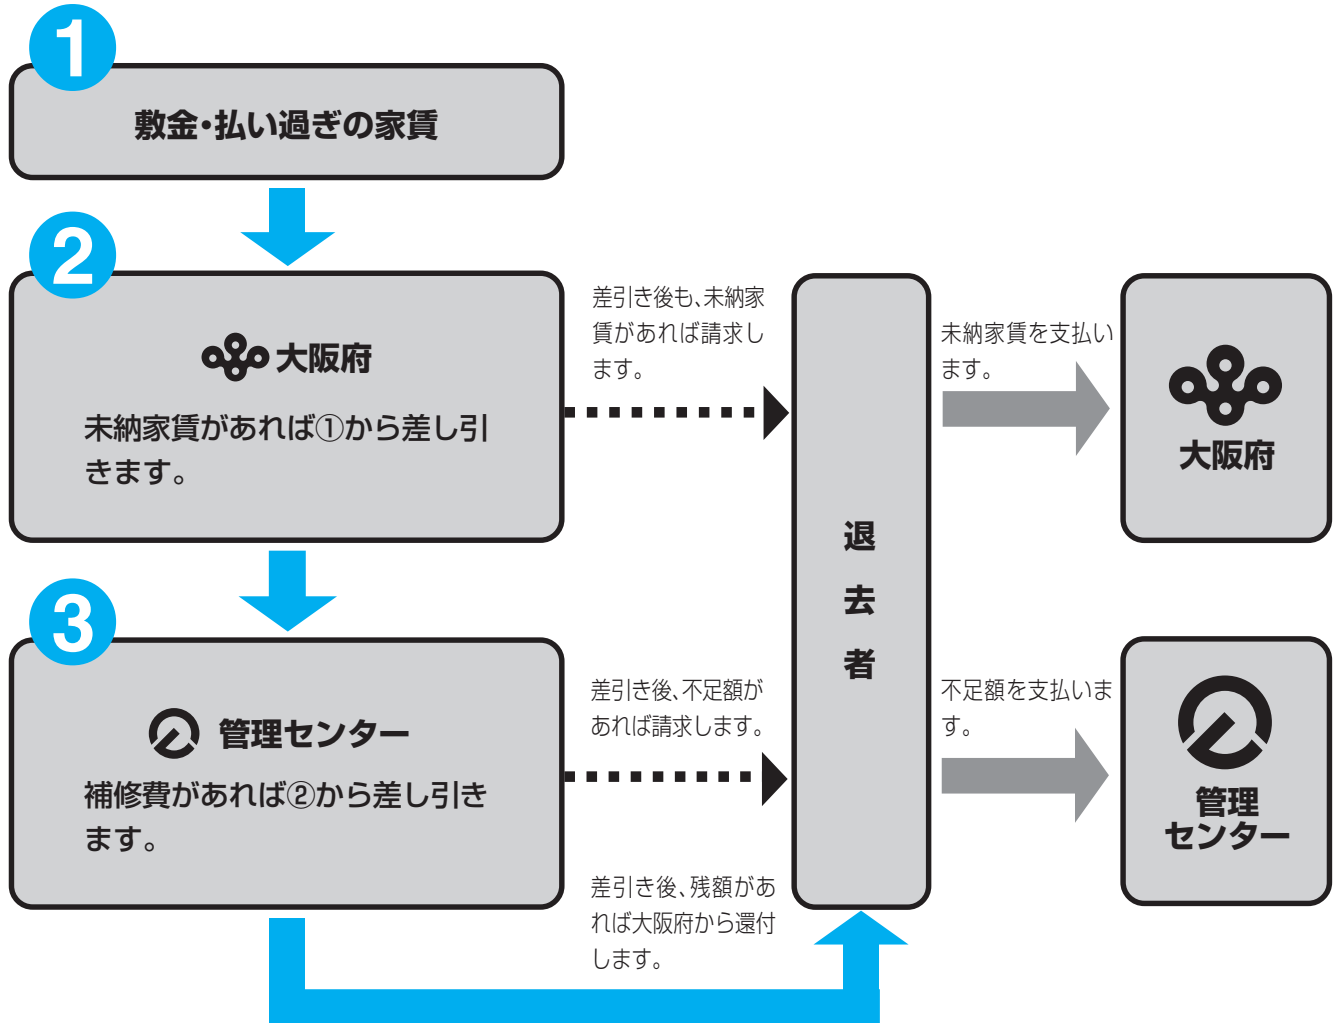 1
敷金・払い過ぎの家賃
2
大阪府
未納家賃があれば①から差し引
きます。
差引き後も、未納家
賃があれば請求し
ます。
退
去
者
未納家賃を支払い
ます。
大阪府
3
管理センター
補修費があれば②から差し引き
ます。
差引き後、不足額が
あれば請求します。
不足額を支払いま
す。
管理
センター
差引き後、残額があ
れば大阪府から還付
します。